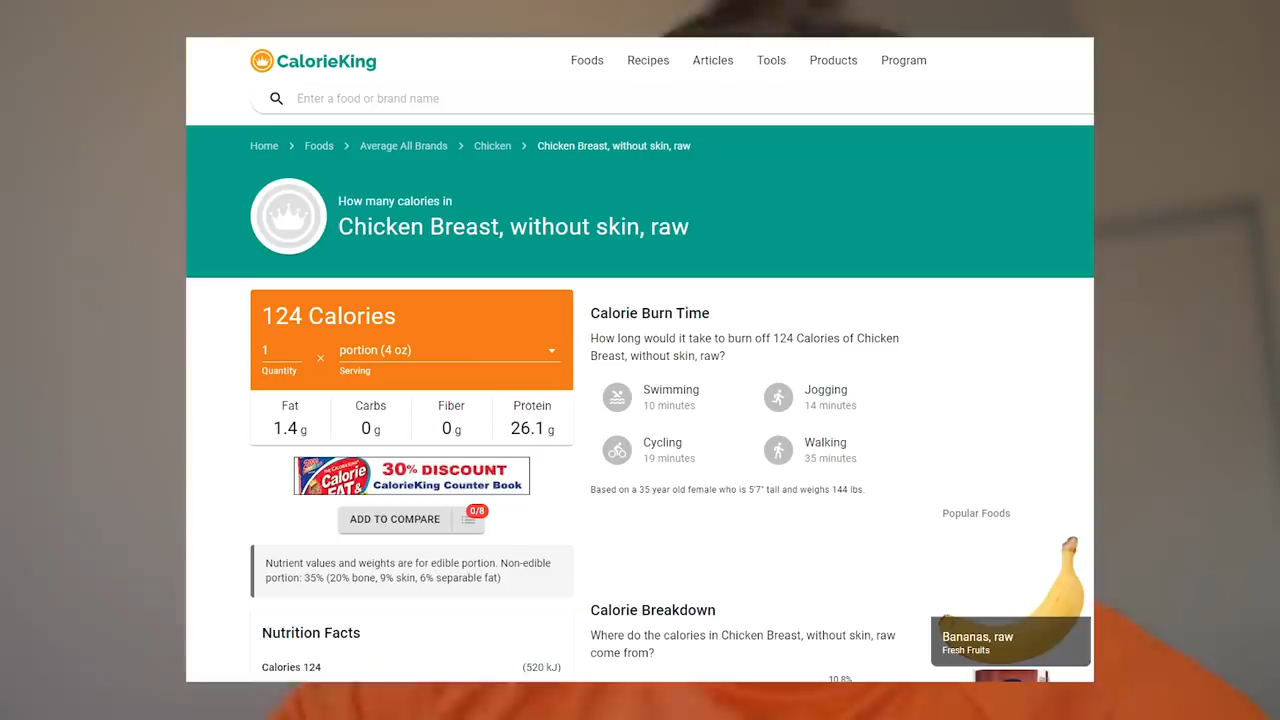 CalorieKing
Foods Recipes Articles Tools Products Program
Enter a food or brand name
Home > Foods > Average All Brands > Chicken > Chicken Breast, without skin, raw
How many calories in
Chicken Breast, without skin, raw
124 Calories
1 × portion (4 oz)
Quantity Serving
Fat Carbs Fiber Protein
1.4 g 0 g 0 g 26.1 g
30% DISCOUNT
Calorie
FAT &
CalorieKing Counter Book
ADD TO COMPARE
0/8
Nutrient values and weights are for edible portion. Non-edible
portion: 35% (20% bone, 9% skin, 6% separable fat)
Nutrition Facts
Calories 124 (520 kJ)
Calorie Burn Time
How long would it take to burn off 124 Calories of Chicken
Breast, without skin, raw?
Swimming
10 minutes
Jogging
14 minutes
Cycling
19 minutes
Walking
35 minutes
Based on a 35 year old female who is 5'7" tall and weighs 144 lbs.
Calorie Breakdown
Where do the calories in Chicken Breast, without skin, raw
come from?
10.8%
Popular Foods
Bananas, raw
Fresh Fruits